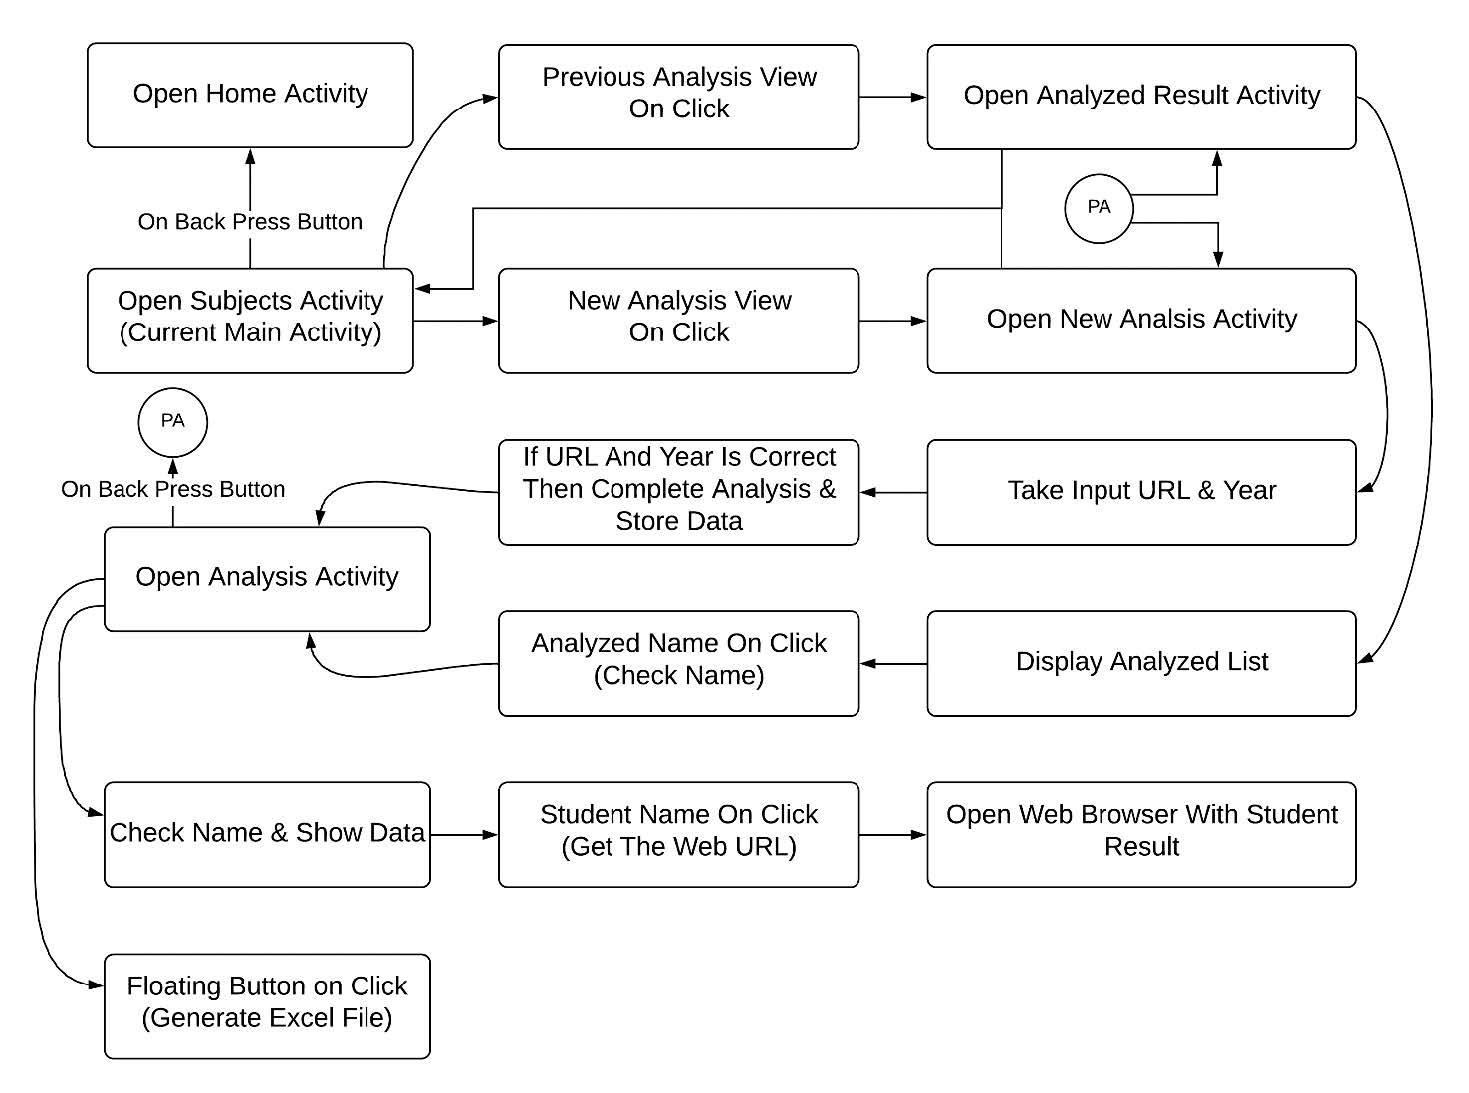 Open Home Activity
Previous Analysis View
On Click
Open Analyzed Result Activity
On Back Press Button
PA
Open Subjects Activity
(Current Main Activity)
New Analysis View
On Click
Open New Analsis Activity
PA
On Back Press Button
If URL And Year Is Correct
Then Complete Analysis &
Store Data
Take Input URL & Year
Open Analysis Activity
Analyzed Name On Click
(Check Name)
Display Analyzed List
Check Name & Show Data
Student Name On Click
(Get The Web URL)
Open Web Browser With Student
Result
Floating Button on Click
(Generate Excel File)